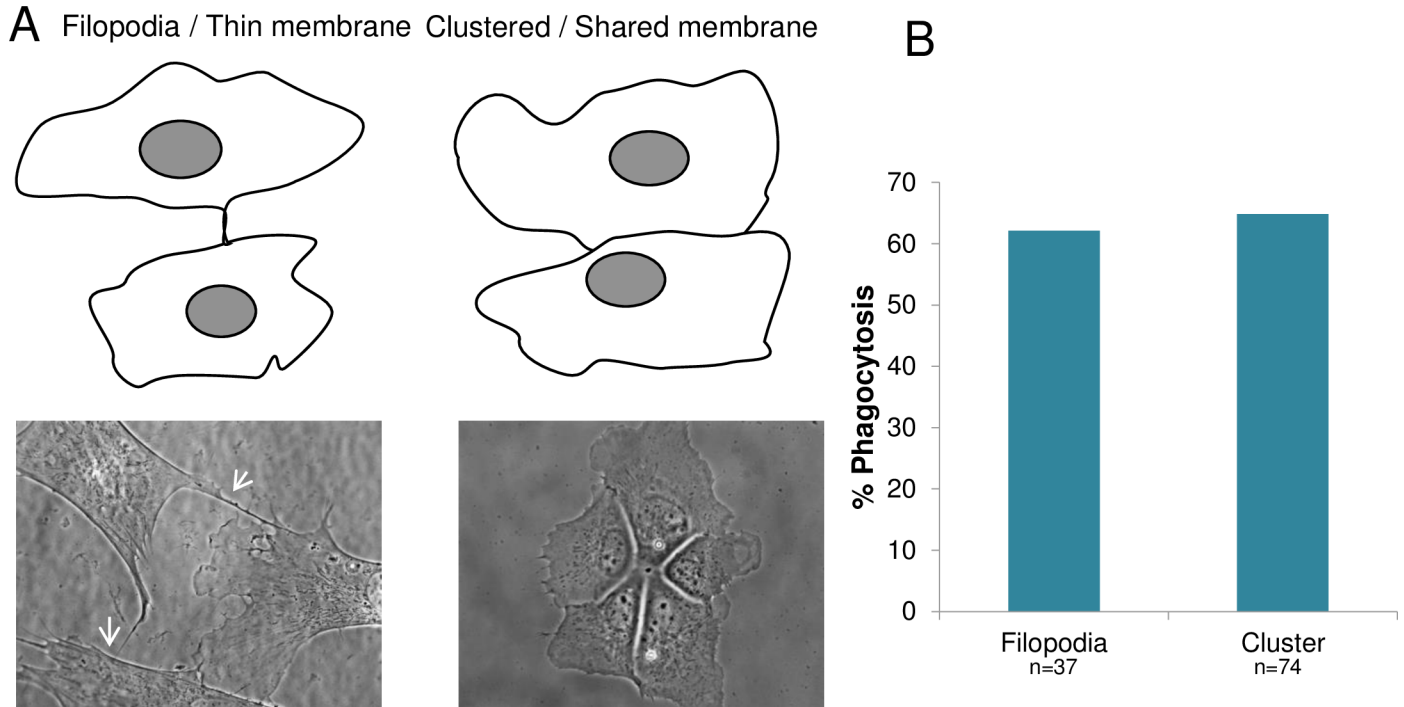 A Filopodia / Thin membrane Clustered / Shared membrane
B
% Phagocytosis
70
60
50
40
30
20
10
0
Filopodia Cluster
n=37 n=74